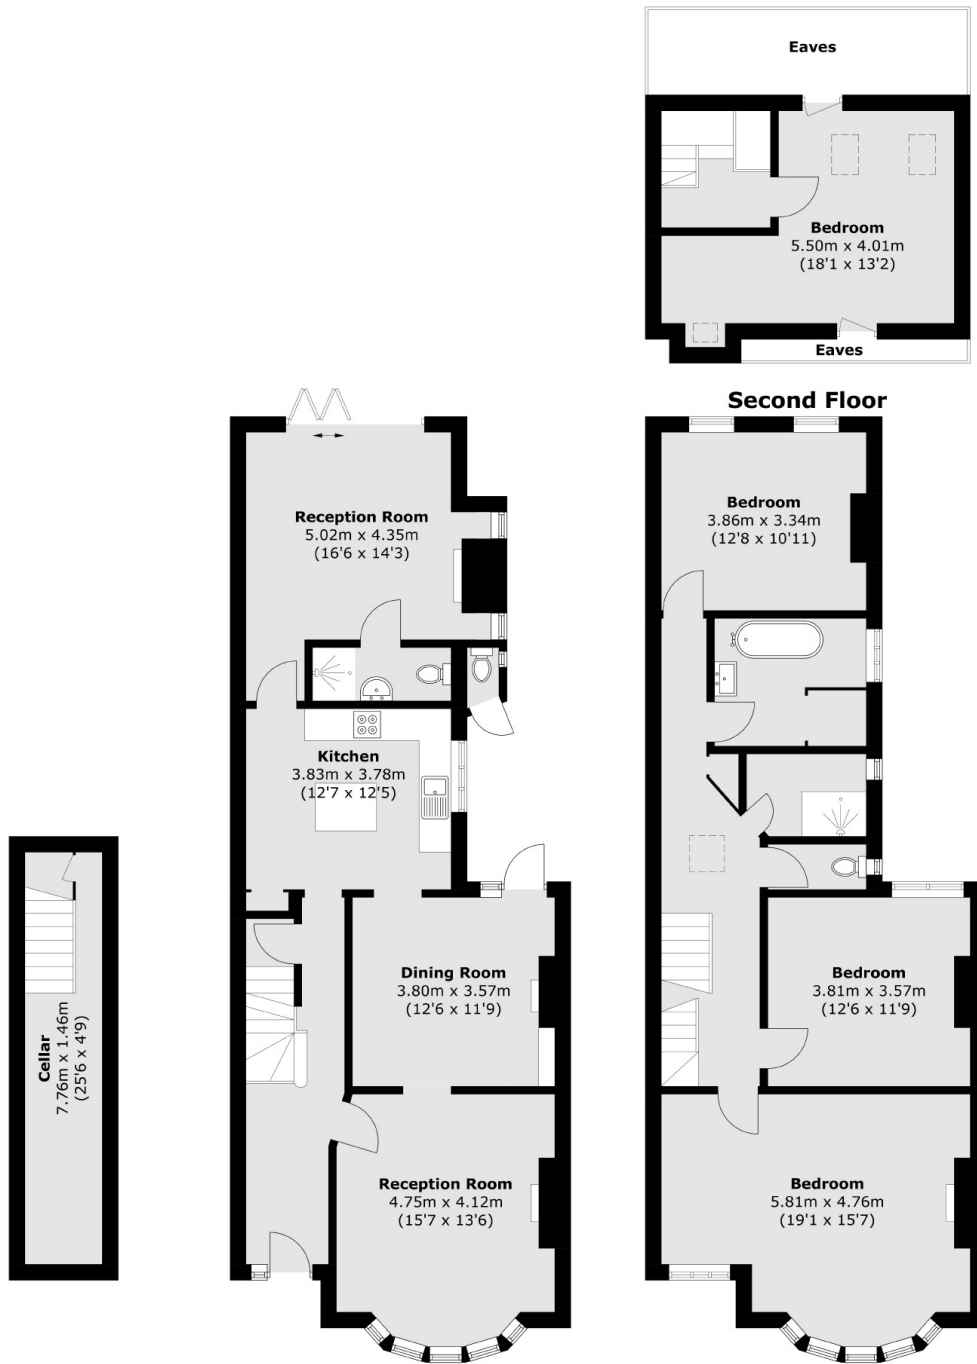 Eaves
Bedroom
5.50m x 4.01m
(18'1 x 13'2)
Eaves
Second Floor
Reception Room
5.02m x 4.35m
(16'6 x 14'3)
Kitchen
3.83m x 3.78m
(12'7 x 12'5)
Dining Room
3.80m x 3.57m
(12'6 x 11'9)
Reception Room
4.75m x 4.12m
(15'7 x 13'6)
Bedroom
3.86m x 3.34m
(12'8 x 10'11)
Bedroom
3.81m x 3.57m
(12'6 x 11'9)
Bedroom
5.81m x 4.76m
(19'1 x 15'7)
Cellar
7.76m x 1.46m
(25'6 x 4'9)